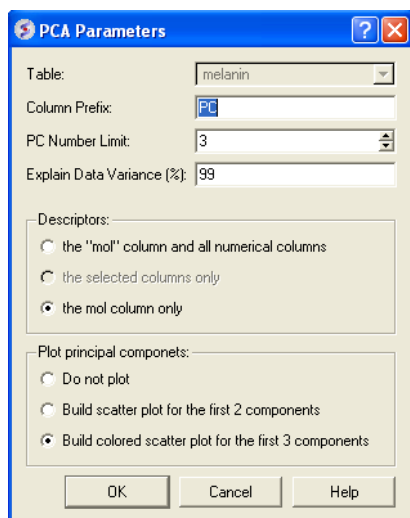 PCA Parameters
Table: melanin
Column Prefix: PC
PC Number Limit: 3
Explain Data Variance (%): 99
Descriptors:
the "mol" column and all numerical columns
the selected columns only
the mol column only
Plot principal componets:
Do not plot
Build scatter plot for the first 2 components
Build colored scatter plot for the first 3 components
OK Cancel Help